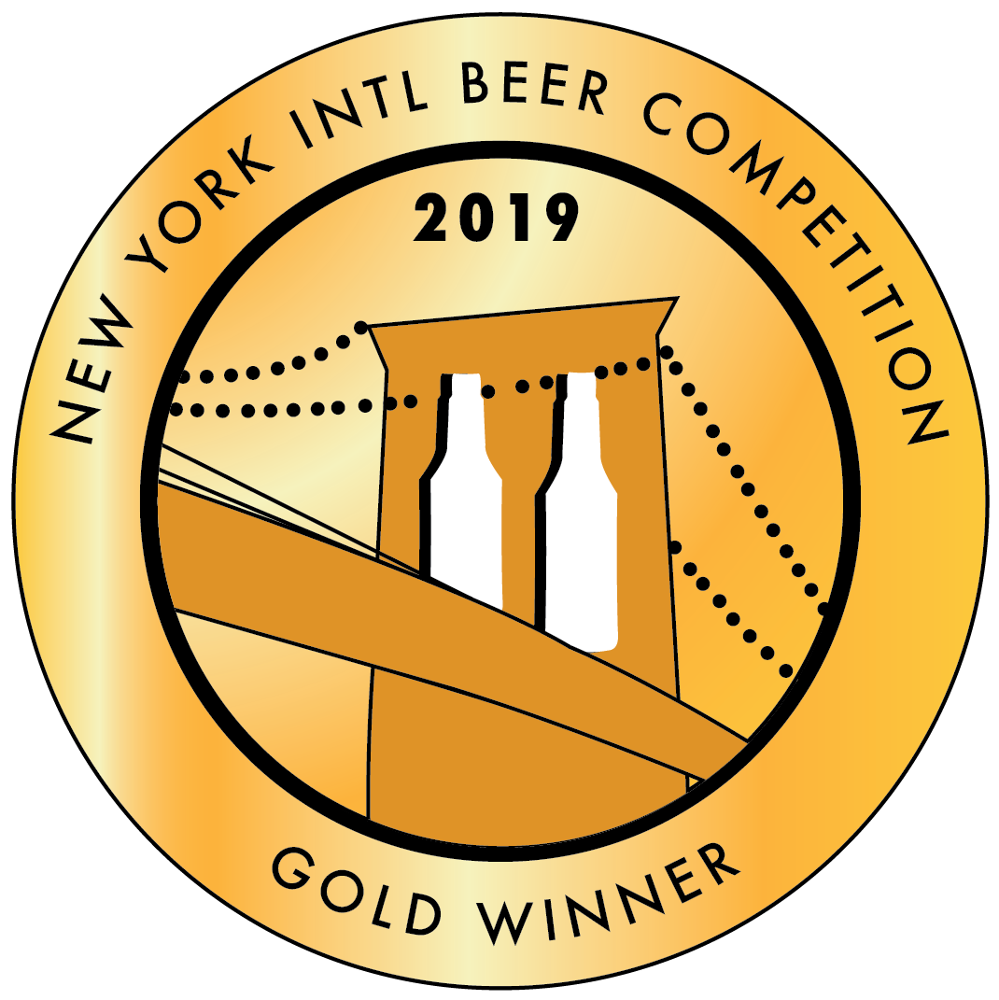 NEW YORK INTL BEER COMPETITION
2019
GOLD WINNER